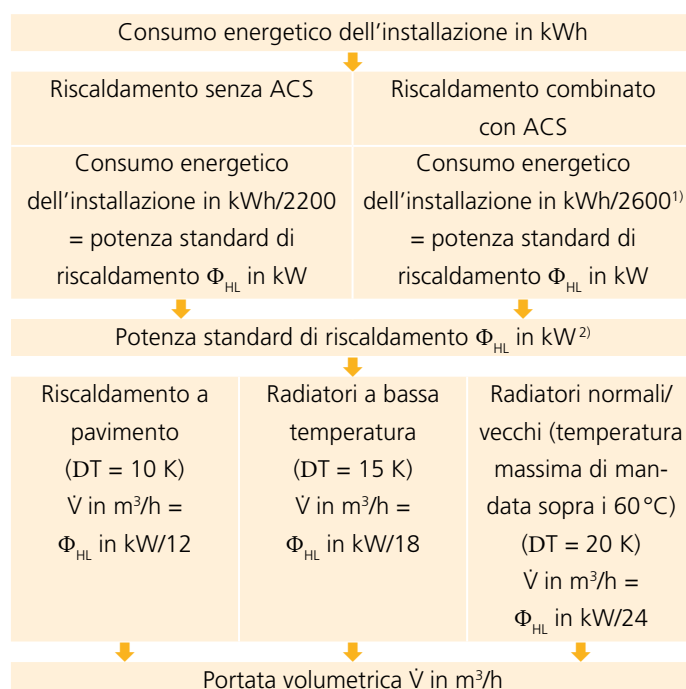 Consumo energetico dell'installazione in kWh
Riscaldamento senza ACS
Riscaldamento combinato
con ACS
Consumo energetico
dell'installazione in kWh/2200
= potenza standard di
riscaldamento Φ_HL in kW
Consumo energetico
dell'installazione in kWh/2600¹⁾
= potenza standard di
riscaldamento Φ_HL in kW
Potenza standard di riscaldamento Φ_HL in kW²⁾
Riscaldamento a
pavimento
(DT = 10 K)
V̇ in m³/h =
Φ_HL in kW/12
Radiatori a bassa
temperatura
(DT = 15 K)
V̇ in m³/h =
Φ_HL in kW/18
Radiatori normali/
vecchi (temperatura
massima di man-
data sopra i 60 °C)
(DT = 20 K)
V̇ in m³/h =
Φ_HL in kW/24
Portata volumetrica V̇ in m³/h